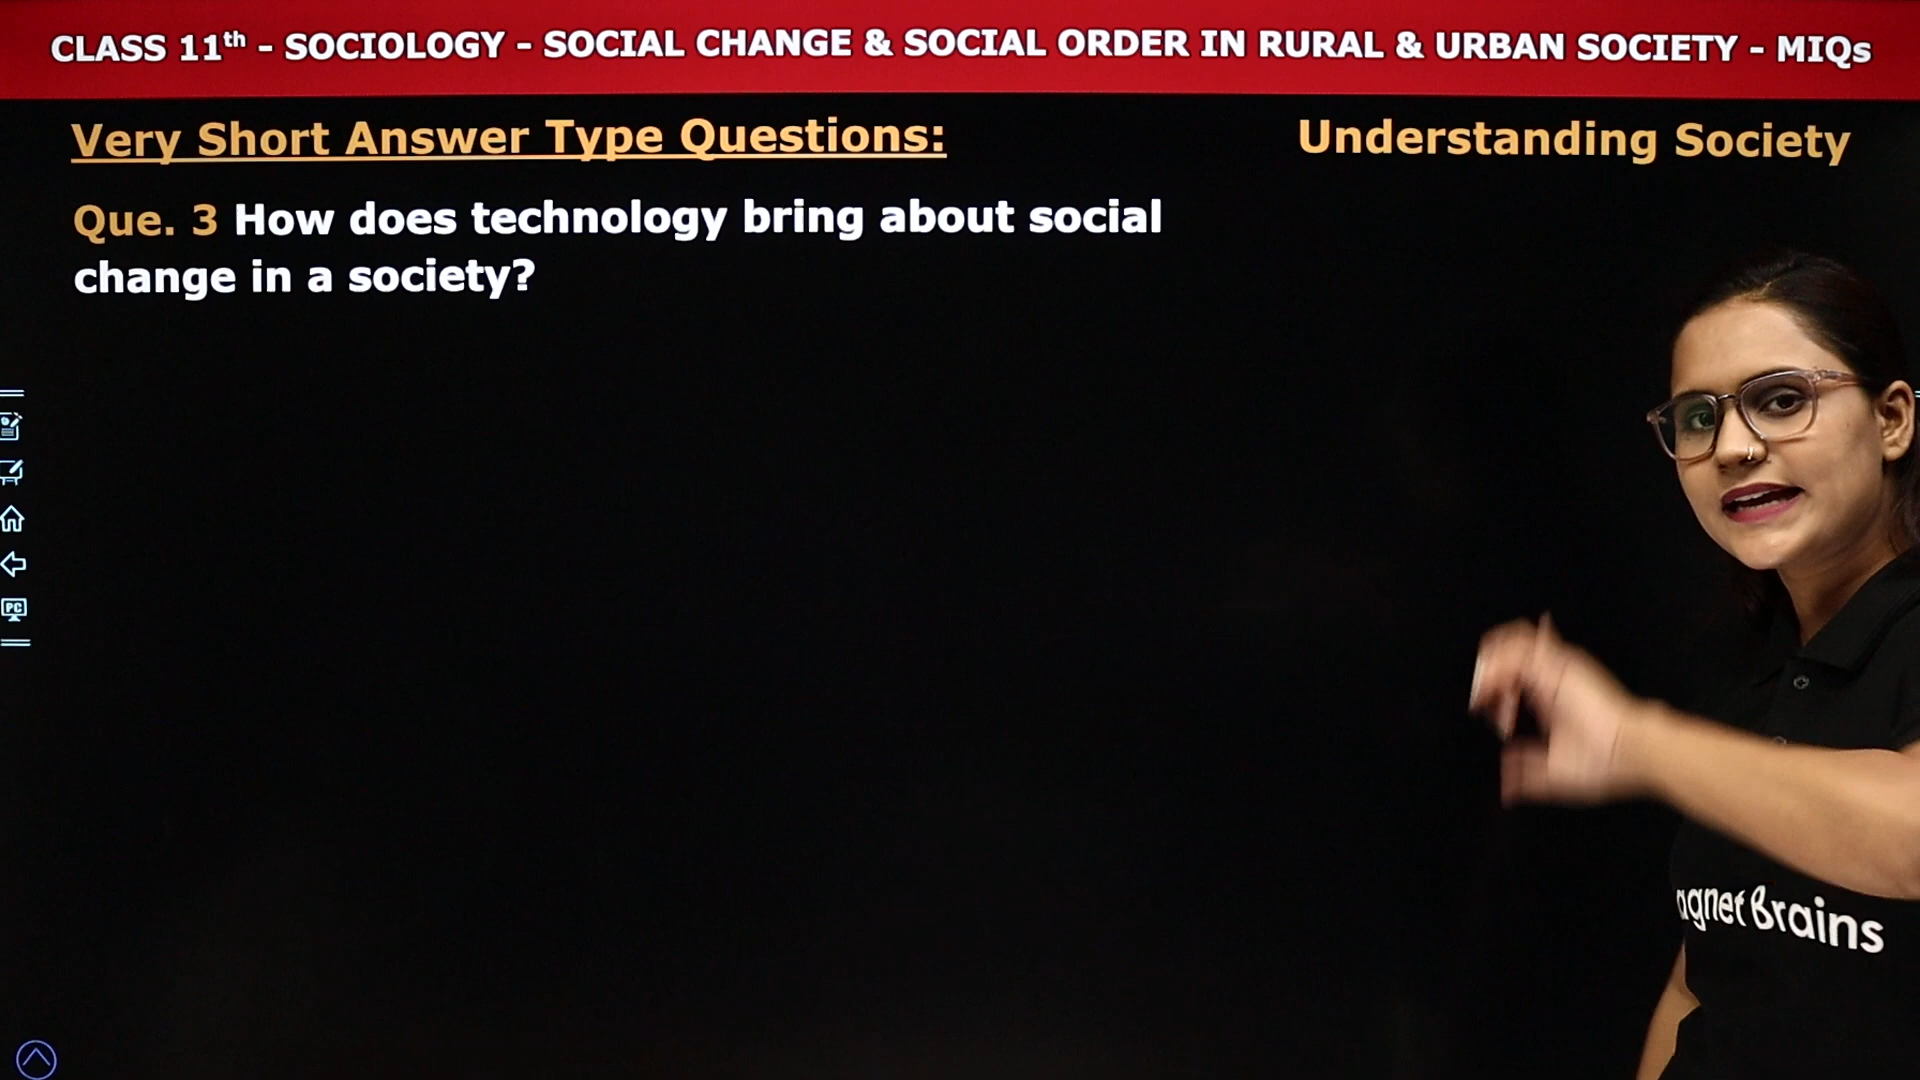 CLASS 11th - SOCIOLOGY - SOCIAL CHANGE & SOCIAL ORDER IN RURAL & URBAN SOCIETY - MIQs
Very Short Answer Type Questions:
Understanding Society
Que. 3 How does technology bring about social
change in a society?
PC
agnet Brains